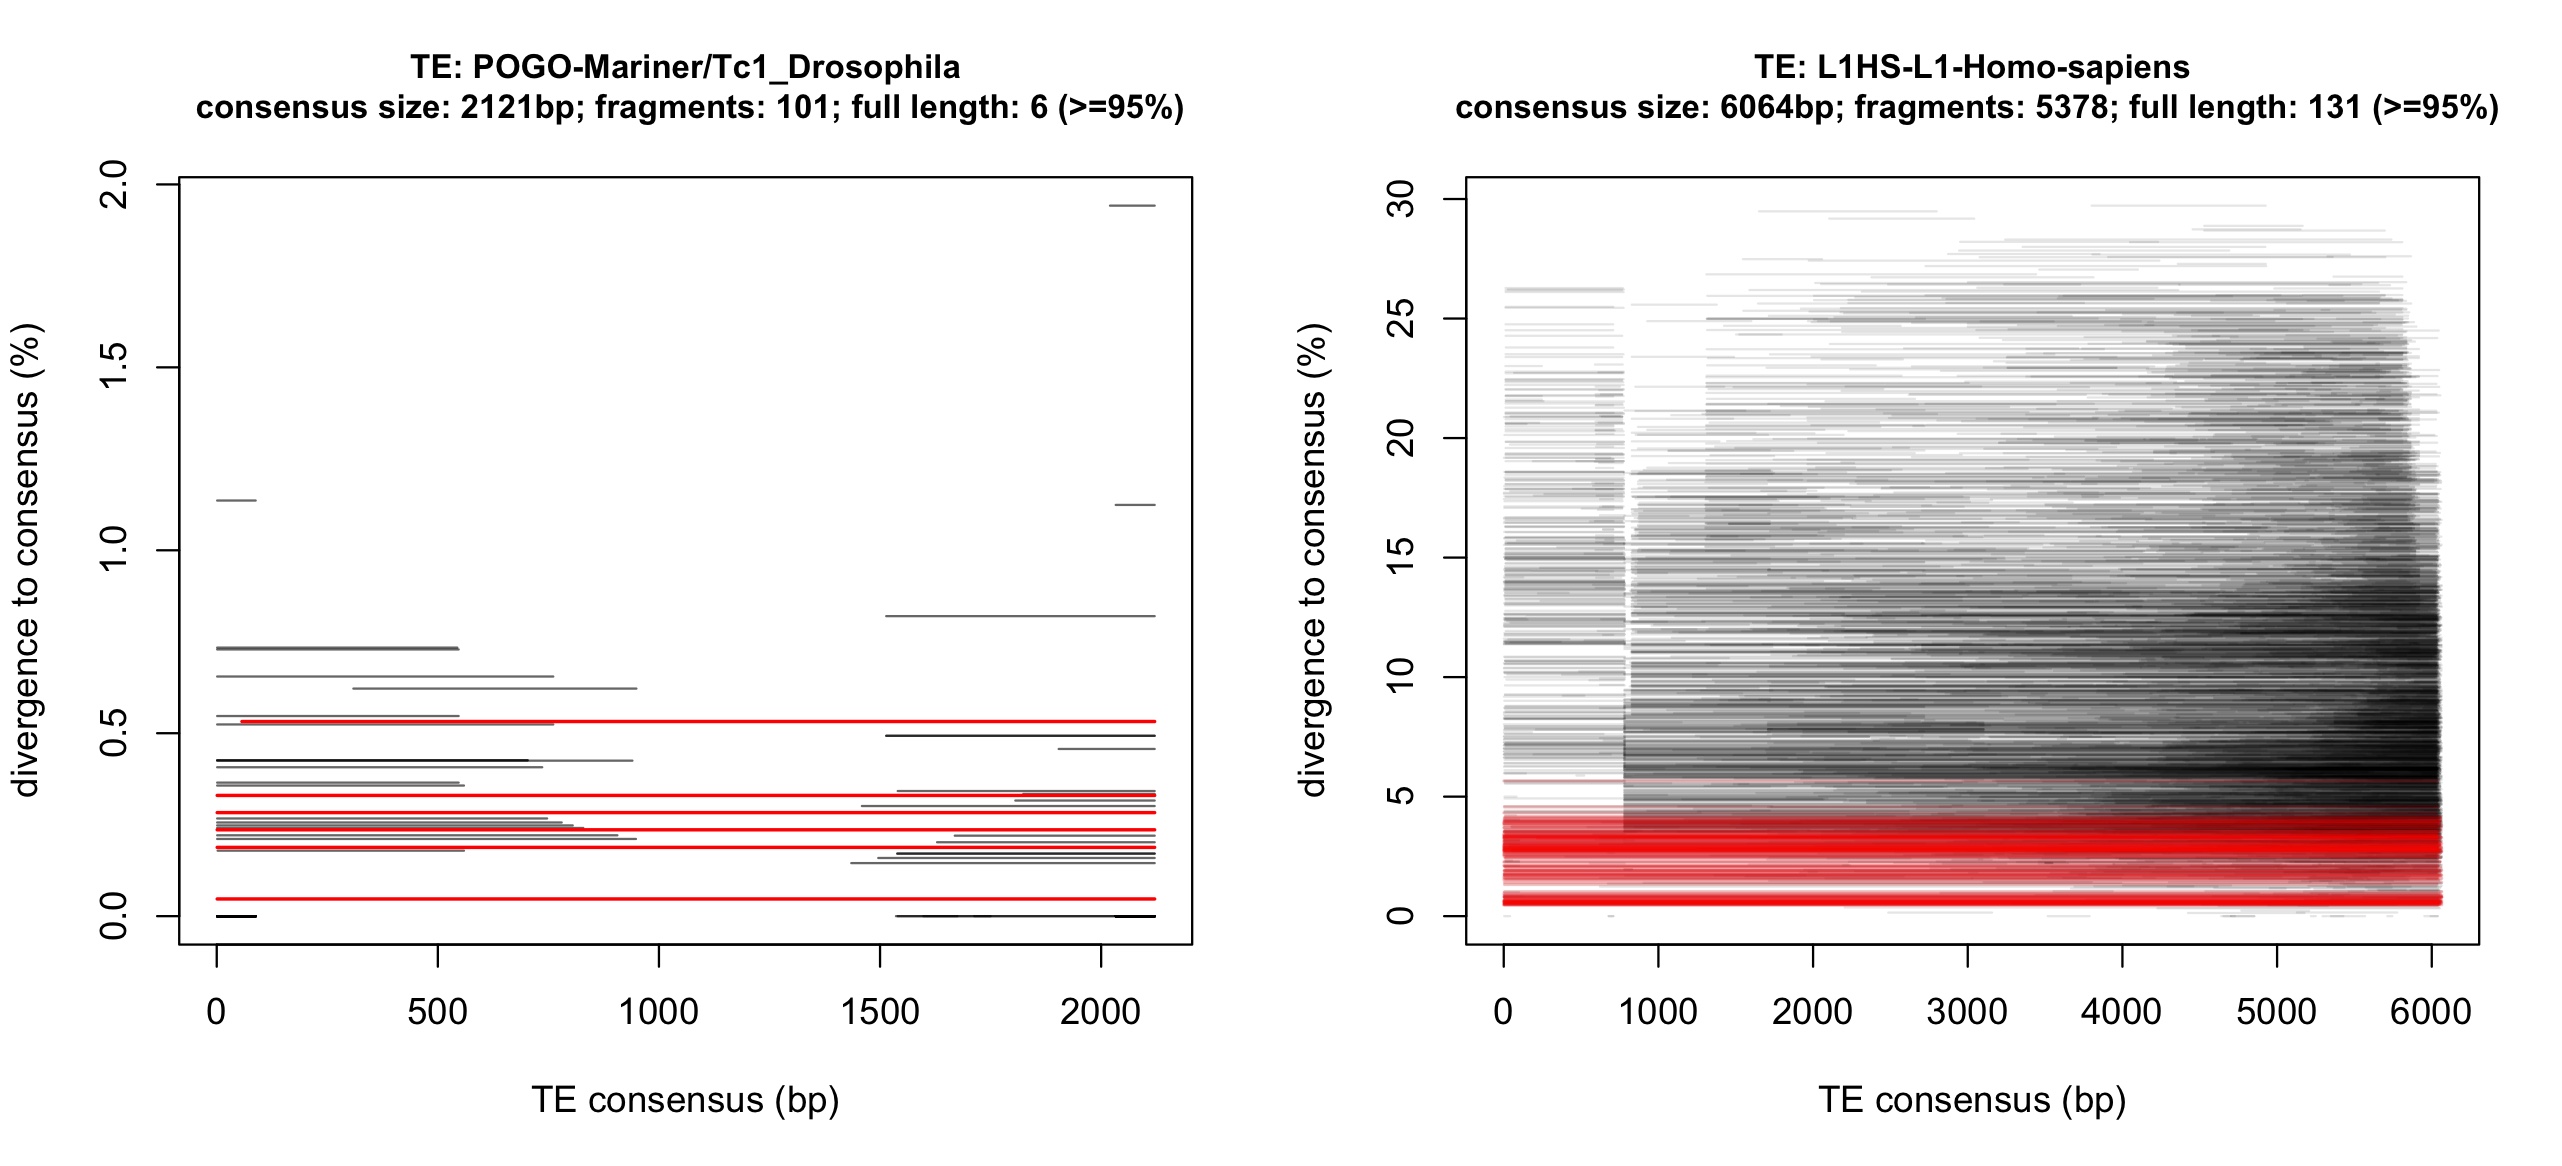 TE: POGO-Mariner/Tc1_Drosophila
consensus size: 2121bp; fragments: 101; full length: 6 (>=95%)
divergence to consensus (%)
2.0
1.5
1.0
0.5
0.0
0 500 1000 1500 2000
TE consensus (bp)
TE: L1HS-L1-Homo-sapiens
consensus size: 6064bp; fragments: 5378; full length: 131 (>=95%)
divergence to consensus (%)
30
25
20
15
10
5
0
0 1000 2000 3000 4000 5000 6000
TE consensus (bp)